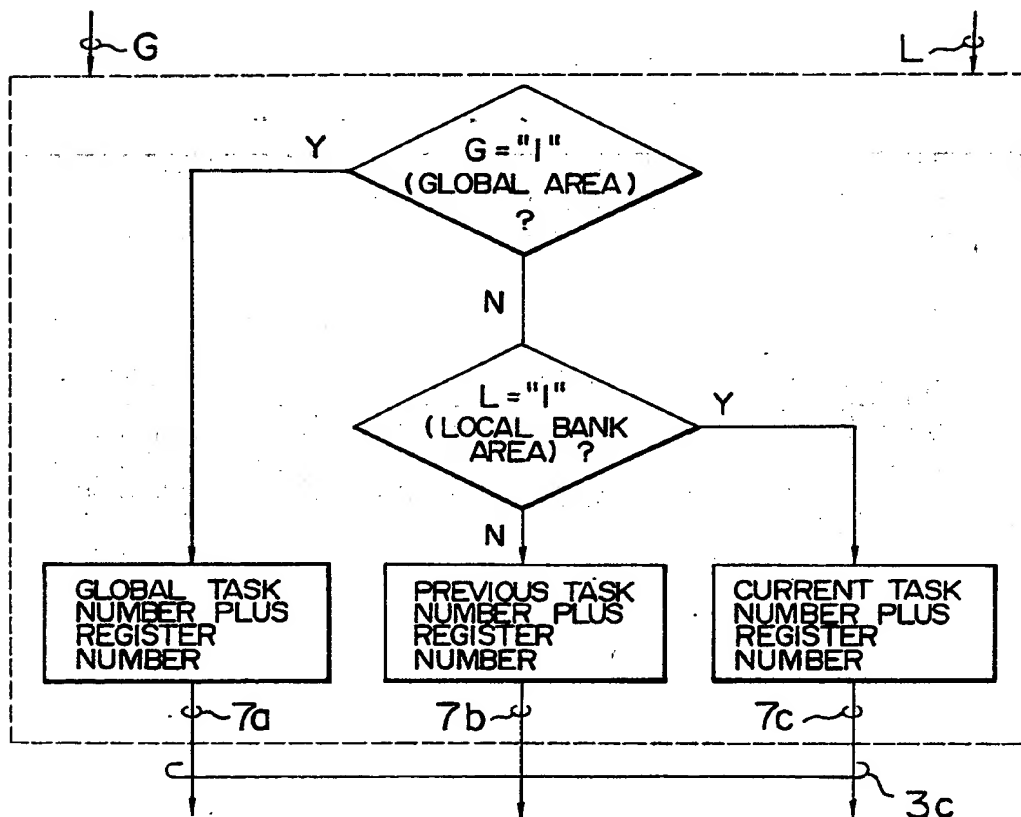 G
L
Y
G = "1"
(GLOBAL AREA)
?
N
L = "1"
(LOCAL BANK
AREA) ?
Y
N
GLOBAL TASK
NUMBER PLUS
REGISTER
NUMBER
PREVIOUS TASK
NUMBER PLUS
REGISTER
NUMBER
CURRENT TASK
NUMBER PLUS
REGISTER
NUMBER
7a
7b
7c
3c